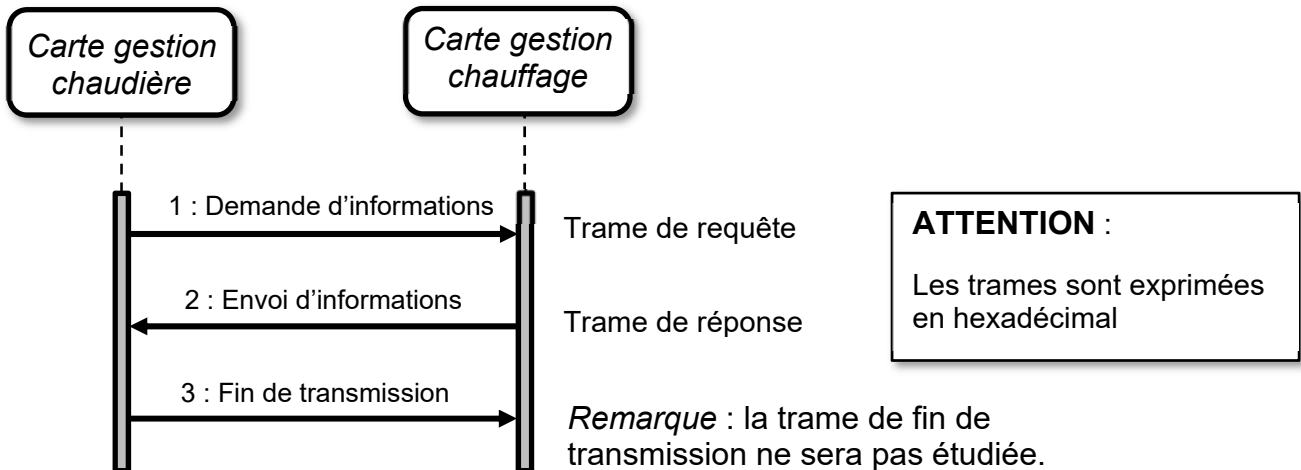 Carte gestion
chaudière
Carte gestion
chauffage
1 : Demande d’informations
Trame de requête
2 : Envoi d’informations
Trame de réponse
3 : Fin de transmission
Remarque : la trame de fin de
transmission ne sera pas étudiée.
ATTENTION :
Les trames sont exprimées
en hexadécimal